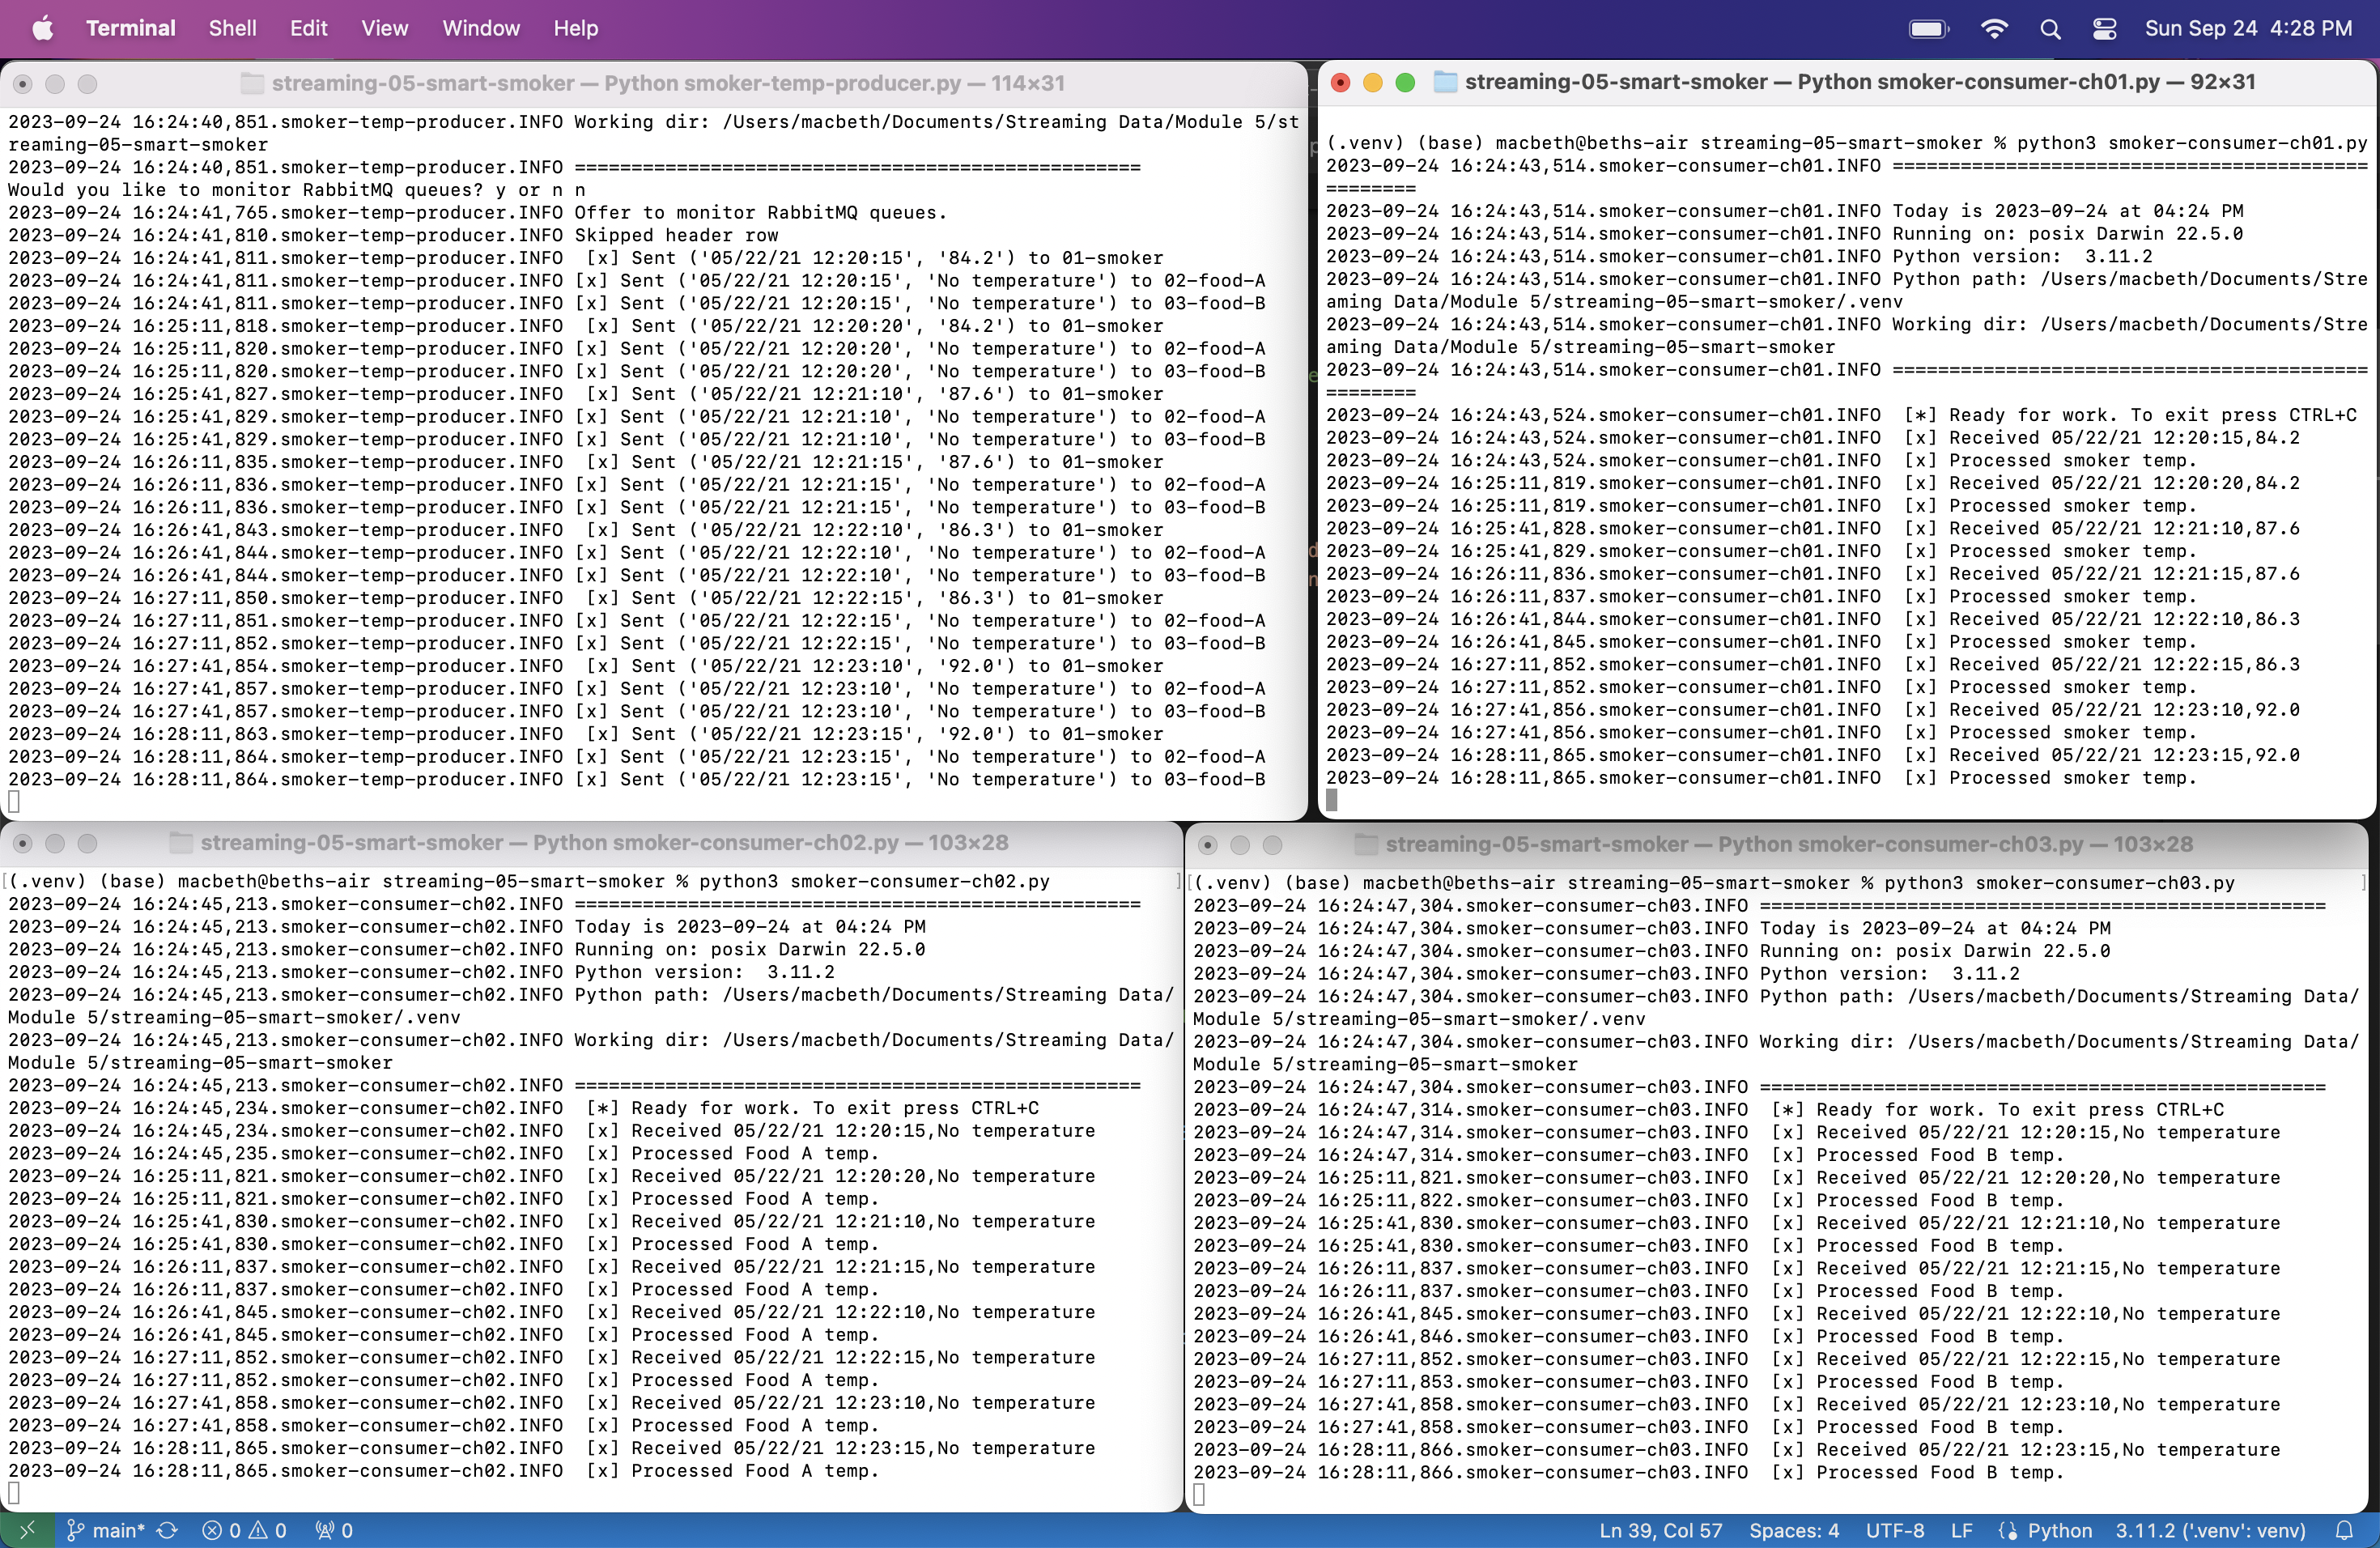 Terminal Shell Edit View Window Help Sun Sep 24 4:28 PM
streaming-05-smart-smoker — Python smoker-temp-producer.py — 114×31
2023-09-24 16:24:40,851.smoker-temp-producer.INFO Working dir: /Users/macbeth/Documents/Streaming Data/Module 5/st
reaming-05-smart-smoker
2023-09-24 16:24:40,851.smoker-temp-producer.INFO ==================================================
Would you like to monitor RabbitMQ queues? y or n n
2023-09-24 16:24:41,765.smoker-temp-producer.INFO Offer to monitor RabbitMQ queues.
2023-09-24 16:24:41,810.smoker-temp-producer.INFO Skipped header row
2023-09-24 16:24:41,811.smoker-temp-producer.INFO  [x] Sent ('05/22/21 12:20:15', '84.2') to 01-smoker
2023-09-24 16:24:41,811.smoker-temp-producer.INFO [x] Sent ('05/22/21 12:20:15', 'No temperature') to 02-food-A
2023-09-24 16:24:41,811.smoker-temp-producer.INFO [x] Sent ('05/22/21 12:20:15', 'No temperature') to 03-food-B
2023-09-24 16:25:11,818.smoker-temp-producer.INFO  [x] Sent ('05/22/21 12:20:20', '84.2') to 01-smoker
2023-09-24 16:25:11,820.smoker-temp-producer.INFO [x] Sent ('05/22/21 12:20:20', 'No temperature') to 02-food-A
2023-09-24 16:25:11,820.smoker-temp-producer.INFO [x] Sent ('05/22/21 12:20:20', 'No temperature') to 03-food-B
2023-09-24 16:25:41,827.smoker-temp-producer.INFO  [x] Sent ('05/22/21 12:21:10', '87.6') to 01-smoker
2023-09-24 16:25:41,829.smoker-temp-producer.INFO [x] Sent ('05/22/21 12:21:10', 'No temperature') to 02-food-A
2023-09-24 16:25:41,829.smoker-temp-producer.INFO [x] Sent ('05/22/21 12:21:10', 'No temperature') to 03-food-B
2023-09-24 16:26:11,835.smoker-temp-producer.INFO  [x] Sent ('05/22/21 12:21:15', '87.6') to 01-smoker
2023-09-24 16:26:11,836.smoker-temp-producer.INFO [x] Sent ('05/22/21 12:21:15', 'No temperature') to 02-food-A
2023-09-24 16:26:11,836.smoker-temp-producer.INFO [x] Sent ('05/22/21 12:21:15', 'No temperature') to 03-food-B
2023-09-24 16:26:41,843.smoker-temp-producer.INFO  [x] Sent ('05/22/21 12:22:10', '86.3') to 01-smoker
2023-09-24 16:26:41,844.smoker-temp-producer.INFO [x] Sent ('05/22/21 12:22:10', 'No temperature') to 02-food-A
2023-09-24 16:26:41,844.smoker-temp-producer.INFO [x] Sent ('05/22/21 12:22:10', 'No temperature') to 03-food-B
2023-09-24 16:27:11,850.smoker-temp-producer.INFO  [x] Sent ('05/22/21 12:22:15', '86.3') to 01-smoker
2023-09-24 16:27:11,851.smoker-temp-producer.INFO [x] Sent ('05/22/21 12:22:15', 'No temperature') to 02-food-A
2023-09-24 16:27:11,852.smoker-temp-producer.INFO [x] Sent ('05/22/21 12:22:15', 'No temperature') to 03-food-B
2023-09-24 16:27:41,854.smoker-temp-producer.INFO  [x] Sent ('05/22/21 12:23:10', '92.0') to 01-smoker
2023-09-24 16:27:41,857.smoker-temp-producer.INFO [x] Sent ('05/22/21 12:23:10', 'No temperature') to 02-food-A
2023-09-24 16:27:41,857.smoker-temp-producer.INFO [x] Sent ('05/22/21 12:23:10', 'No temperature') to 03-food-B
2023-09-24 16:28:11,863.smoker-temp-producer.INFO  [x] Sent ('05/22/21 12:23:15', '92.0') to 01-smoker
2023-09-24 16:28:11,864.smoker-temp-producer.INFO [x] Sent ('05/22/21 12:23:15', 'No temperature') to 02-food-A
2023-09-24 16:28:11,864.smoker-temp-producer.INFO [x] Sent ('05/22/21 12:23:15', 'No temperature') to 03-food-B
streaming-05-smart-smoker — Python smoker-consumer-ch01.py — 92×31
(.venv) (base) macbeth@beths-air streaming-05-smart-smoker % python3 smoker-consumer-ch01.py
2023-09-24 16:24:43,514.smoker-consumer-ch01.INFO ==========================================
========
2023-09-24 16:24:43,514.smoker-consumer-ch01.INFO Today is 2023-09-24 at 04:24 PM
2023-09-24 16:24:43,514.smoker-consumer-ch01.INFO Running on: posix Darwin 22.5.0
2023-09-24 16:24:43,514.smoker-consumer-ch01.INFO Python version:  3.11.2
2023-09-24 16:24:43,514.smoker-consumer-ch01.INFO Python path: /Users/macbeth/Documents/Stre
aming Data/Module 5/streaming-05-smart-smoker/.venv
2023-09-24 16:24:43,514.smoker-consumer-ch01.INFO Working dir: /Users/macbeth/Documents/Stre
aming Data/Module 5/streaming-05-smart-smoker
2023-09-24 16:24:43,514.smoker-consumer-ch01.INFO ==========================================
========
2023-09-24 16:24:43,524.smoker-consumer-ch01.INFO  [*] Ready for work. To exit press CTRL+C
2023-09-24 16:24:43,524.smoker-consumer-ch01.INFO  [x] Received 05/22/21 12:20:15,84.2
2023-09-24 16:24:43,524.smoker-consumer-ch01.INFO  [x] Processed smoker temp.
2023-09-24 16:25:11,819.smoker-consumer-ch01.INFO  [x] Received 05/22/21 12:20:20,84.2
2023-09-24 16:25:11,819.smoker-consumer-ch01.INFO  [x] Processed smoker temp.
2023-09-24 16:25:41,828.smoker-consumer-ch01.INFO  [x] Received 05/22/21 12:21:10,87.6
2023-09-24 16:25:41,829.smoker-consumer-ch01.INFO  [x] Processed smoker temp.
2023-09-24 16:26:11,836.smoker-consumer-ch01.INFO  [x] Received 05/22/21 12:21:15,87.6
2023-09-24 16:26:11,837.smoker-consumer-ch01.INFO  [x] Processed smoker temp.
2023-09-24 16:26:41,844.smoker-consumer-ch01.INFO  [x] Received 05/22/21 12:22:10,86.3
2023-09-24 16:26:41,845.smoker-consumer-ch01.INFO  [x] Processed smoker temp.
2023-09-24 16:27:11,852.smoker-consumer-ch01.INFO  [x] Received 05/22/21 12:22:15,86.3
2023-09-24 16:27:11,852.smoker-consumer-ch01.INFO  [x] Processed smoker temp.
2023-09-24 16:27:41,856.smoker-consumer-ch01.INFO  [x] Received 05/22/21 12:23:10,92.0
2023-09-24 16:27:41,856.smoker-consumer-ch01.INFO  [x] Processed smoker temp.
2023-09-24 16:28:11,865.smoker-consumer-ch01.INFO  [x] Received 05/22/21 12:23:15,92.0
2023-09-24 16:28:11,865.smoker-consumer-ch01.INFO  [x] Processed smoker temp.
streaming-05-smart-smoker — Python smoker-consumer-ch02.py — 103×28
[(.venv) (base) macbeth@beths-air streaming-05-smart-smoker % python3 smoker-consumer-ch02.py ]
2023-09-24 16:24:45,213.smoker-consumer-ch02.INFO ==================================================
2023-09-24 16:24:45,213.smoker-consumer-ch02.INFO Today is 2023-09-24 at 04:24 PM
2023-09-24 16:24:45,213.smoker-consumer-ch02.INFO Running on: posix Darwin 22.5.0
2023-09-24 16:24:45,213.smoker-consumer-ch02.INFO Python version:  3.11.2
2023-09-24 16:24:45,213.smoker-consumer-ch02.INFO Python path: /Users/macbeth/Documents/Streaming Data/
Module 5/streaming-05-smart-smoker/.venv
2023-09-24 16:24:45,213.smoker-consumer-ch02.INFO Working dir: /Users/macbeth/Documents/Streaming Data/
Module 5/streaming-05-smart-smoker
2023-09-24 16:24:45,213.smoker-consumer-ch02.INFO ==================================================
2023-09-24 16:24:45,234.smoker-consumer-ch02.INFO  [*] Ready for work. To exit press CTRL+C
2023-09-24 16:24:45,234.smoker-consumer-ch02.INFO  [x] Received 05/22/21 12:20:15,No temperature
2023-09-24 16:24:45,235.smoker-consumer-ch02.INFO  [x] Processed Food A temp.
2023-09-24 16:25:11,821.smoker-consumer-ch02.INFO  [x] Received 05/22/21 12:20:20,No temperature
2023-09-24 16:25:11,821.smoker-consumer-ch02.INFO  [x] Processed Food A temp.
2023-09-24 16:25:41,830.smoker-consumer-ch02.INFO  [x] Received 05/22/21 12:21:10,No temperature
2023-09-24 16:25:41,830.smoker-consumer-ch02.INFO  [x] Processed Food A temp.
2023-09-24 16:26:11,837.smoker-consumer-ch02.INFO  [x] Received 05/22/21 12:21:15,No temperature
2023-09-24 16:26:11,837.smoker-consumer-ch02.INFO  [x] Processed Food A temp.
2023-09-24 16:26:41,845.smoker-consumer-ch02.INFO  [x] Received 05/22/21 12:22:10,No temperature
2023-09-24 16:26:41,845.smoker-consumer-ch02.INFO  [x] Processed Food A temp.
2023-09-24 16:27:11,852.smoker-consumer-ch02.INFO  [x] Received 05/22/21 12:22:15,No temperature
2023-09-24 16:27:11,852.smoker-consumer-ch02.INFO  [x] Processed Food A temp.
2023-09-24 16:27:41,858.smoker-consumer-ch02.INFO  [x] Received 05/22/21 12:23:10,No temperature
2023-09-24 16:27:41,858.smoker-consumer-ch02.INFO  [x] Processed Food A temp.
2023-09-24 16:28:11,865.smoker-consumer-ch02.INFO  [x] Received 05/22/21 12:23:15,No temperature
2023-09-24 16:28:11,865.smoker-consumer-ch02.INFO  [x] Processed Food A temp.
streaming-05-smart-smoker — Python smoker-consumer-ch03.py — 103×28
[(.venv) (base) macbeth@beths-air streaming-05-smart-smoker % python3 smoker-consumer-ch03.py ]
2023-09-24 16:24:47,304.smoker-consumer-ch03.INFO ==================================================
2023-09-24 16:24:47,304.smoker-consumer-ch03.INFO Today is 2023-09-24 at 04:24 PM
2023-09-24 16:24:47,304.smoker-consumer-ch03.INFO Running on: posix Darwin 22.5.0
2023-09-24 16:24:47,304.smoker-consumer-ch03.INFO Python version:  3.11.2
2023-09-24 16:24:47,304.smoker-consumer-ch03.INFO Python path: /Users/macbeth/Documents/Streaming Data/
Module 5/streaming-05-smart-smoker/.venv
2023-09-24 16:24:47,304.smoker-consumer-ch03.INFO Working dir: /Users/macbeth/Documents/Streaming Data/
Module 5/streaming-05-smart-smoker
2023-09-24 16:24:47,304.smoker-consumer-ch03.INFO ==================================================
2023-09-24 16:24:47,314.smoker-consumer-ch03.INFO  [*] Ready for work. To exit press CTRL+C
2023-09-24 16:24:47,314.smoker-consumer-ch03.INFO  [x] Received 05/22/21 12:20:15,No temperature
2023-09-24 16:24:47,314.smoker-consumer-ch03.INFO  [x] Processed Food B temp.
2023-09-24 16:25:11,821.smoker-consumer-ch03.INFO  [x] Received 05/22/21 12:20:20,No temperature
2023-09-24 16:25:11,822.smoker-consumer-ch03.INFO  [x] Processed Food B temp.
2023-09-24 16:25:41,830.smoker-consumer-ch03.INFO  [x] Received 05/22/21 12:21:10,No temperature
2023-09-24 16:25:41,830.smoker-consumer-ch03.INFO  [x] Processed Food B temp.
2023-09-24 16:26:11,837.smoker-consumer-ch03.INFO  [x] Received 05/22/21 12:21:15,No temperature
2023-09-24 16:26:11,837.smoker-consumer-ch03.INFO  [x] Processed Food B temp.
2023-09-24 16:26:41,845.smoker-consumer-ch03.INFO  [x] Received 05/22/21 12:22:10,No temperature
2023-09-24 16:26:41,846.smoker-consumer-ch03.INFO  [x] Processed Food B temp.
2023-09-24 16:27:11,852.smoker-consumer-ch03.INFO  [x] Received 05/22/21 12:22:15,No temperature
2023-09-24 16:27:11,853.smoker-consumer-ch03.INFO  [x] Processed Food B temp.
2023-09-24 16:27:41,858.smoker-consumer-ch03.INFO  [x] Received 05/22/21 12:23:10,No temperature
2023-09-24 16:27:41,858.smoker-consumer-ch03.INFO  [x] Processed Food B temp.
2023-09-24 16:28:11,866.smoker-consumer-ch03.INFO  [x] Received 05/22/21 12:23:15,No temperature
2023-09-24 16:28:11,866.smoker-consumer-ch03.INFO  [x] Processed Food B temp.
main* 0 0 0 Ln 39, Col 57 Spaces: 4 UTF-8 LF Python 3.11.2 ('.venv': venv)